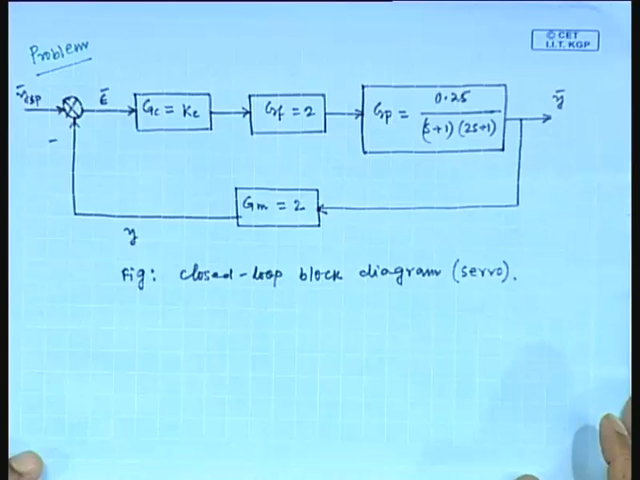 Problem
© CET
I.I.T. KGP
ȳsp
ε̄
Gc = Kc
Gf = 2
Gp = 0.25 / (s+1) (2s+1)
ȳ
−
Gm = 2
y
Fig: closed-loop block diagram (servo).